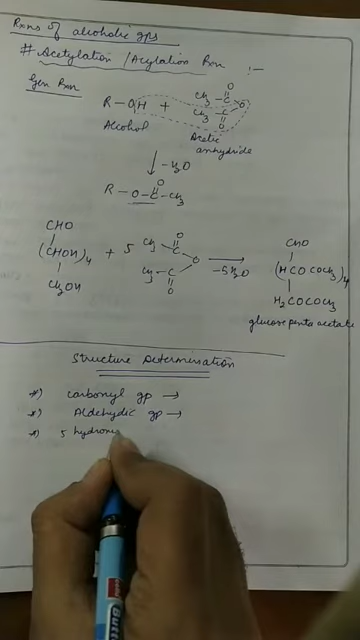 Rxns of alcoholic gps
# Acetylation / Acylation Rxn :-
Gen Rxn
R-OH + CH3-C(=O)-O-C(=O)-CH3
Alcohol Acetic anhydride
↓ -H2O
R-O-C(=O)-CH3
CHO (CHOH)4 CH2OH + 5 CH3-C(=O)-O-C(=O)-CH3 → -5H2O CHO (HCOCOCH3)4 H2COCOCH3
glucose penta acetate
Structure Determination
*) Carbonyl gp →
*) Aldehydic gp →
*) 5 hydrox